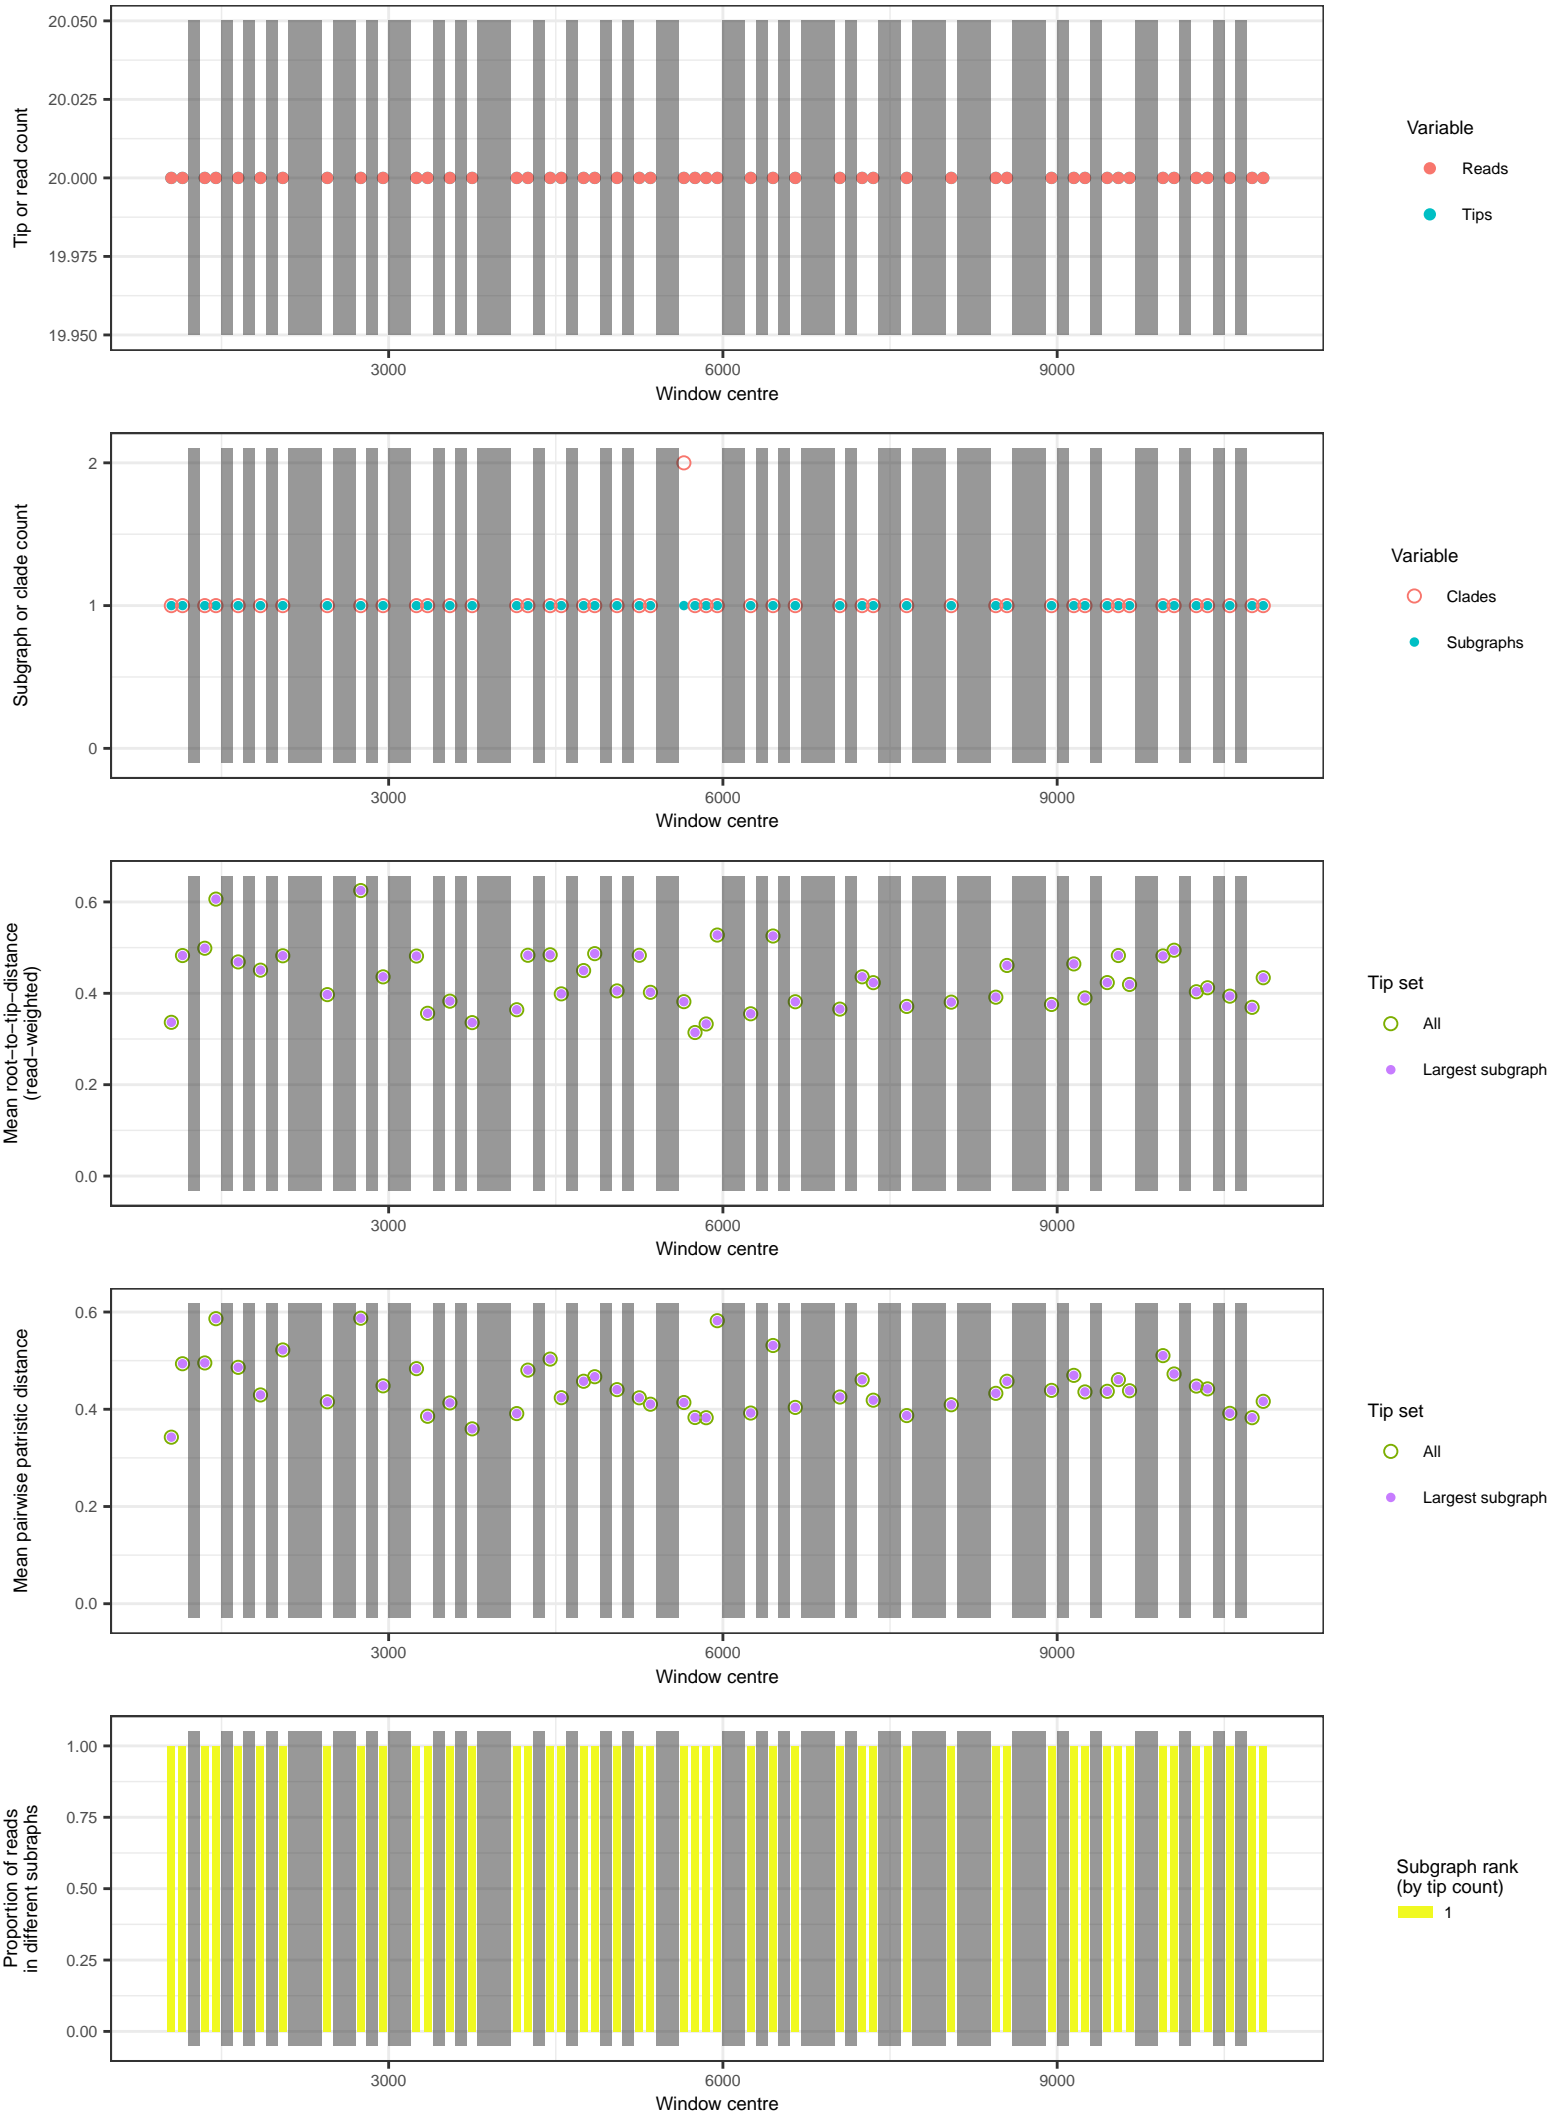 20.050
20.025
20.000
19.975
19.950
Tip or read count
3000
6000
9000
Window centre
Variable
Reads
Tips
2
1
0
Subgraph or clade count
3000
6000
9000
Window centre
Variable
Clades
Subgraphs
0.6
0.4
0.2
0.0
Mean root−to−tip−distance
(read−weighted)
3000
6000
9000
Window centre
Tip set
All
Largest subgraph
0.6
0.4
0.2
0.0
Mean pairwise patristic distance
3000
6000
9000
Window centre
Tip set
All
Largest subgraph
1.00
0.75
0.50
0.25
0.00
Proportion of reads
in different subraphs
3000
6000
9000
Window centre
Subgraph rank
(by tip count)
1